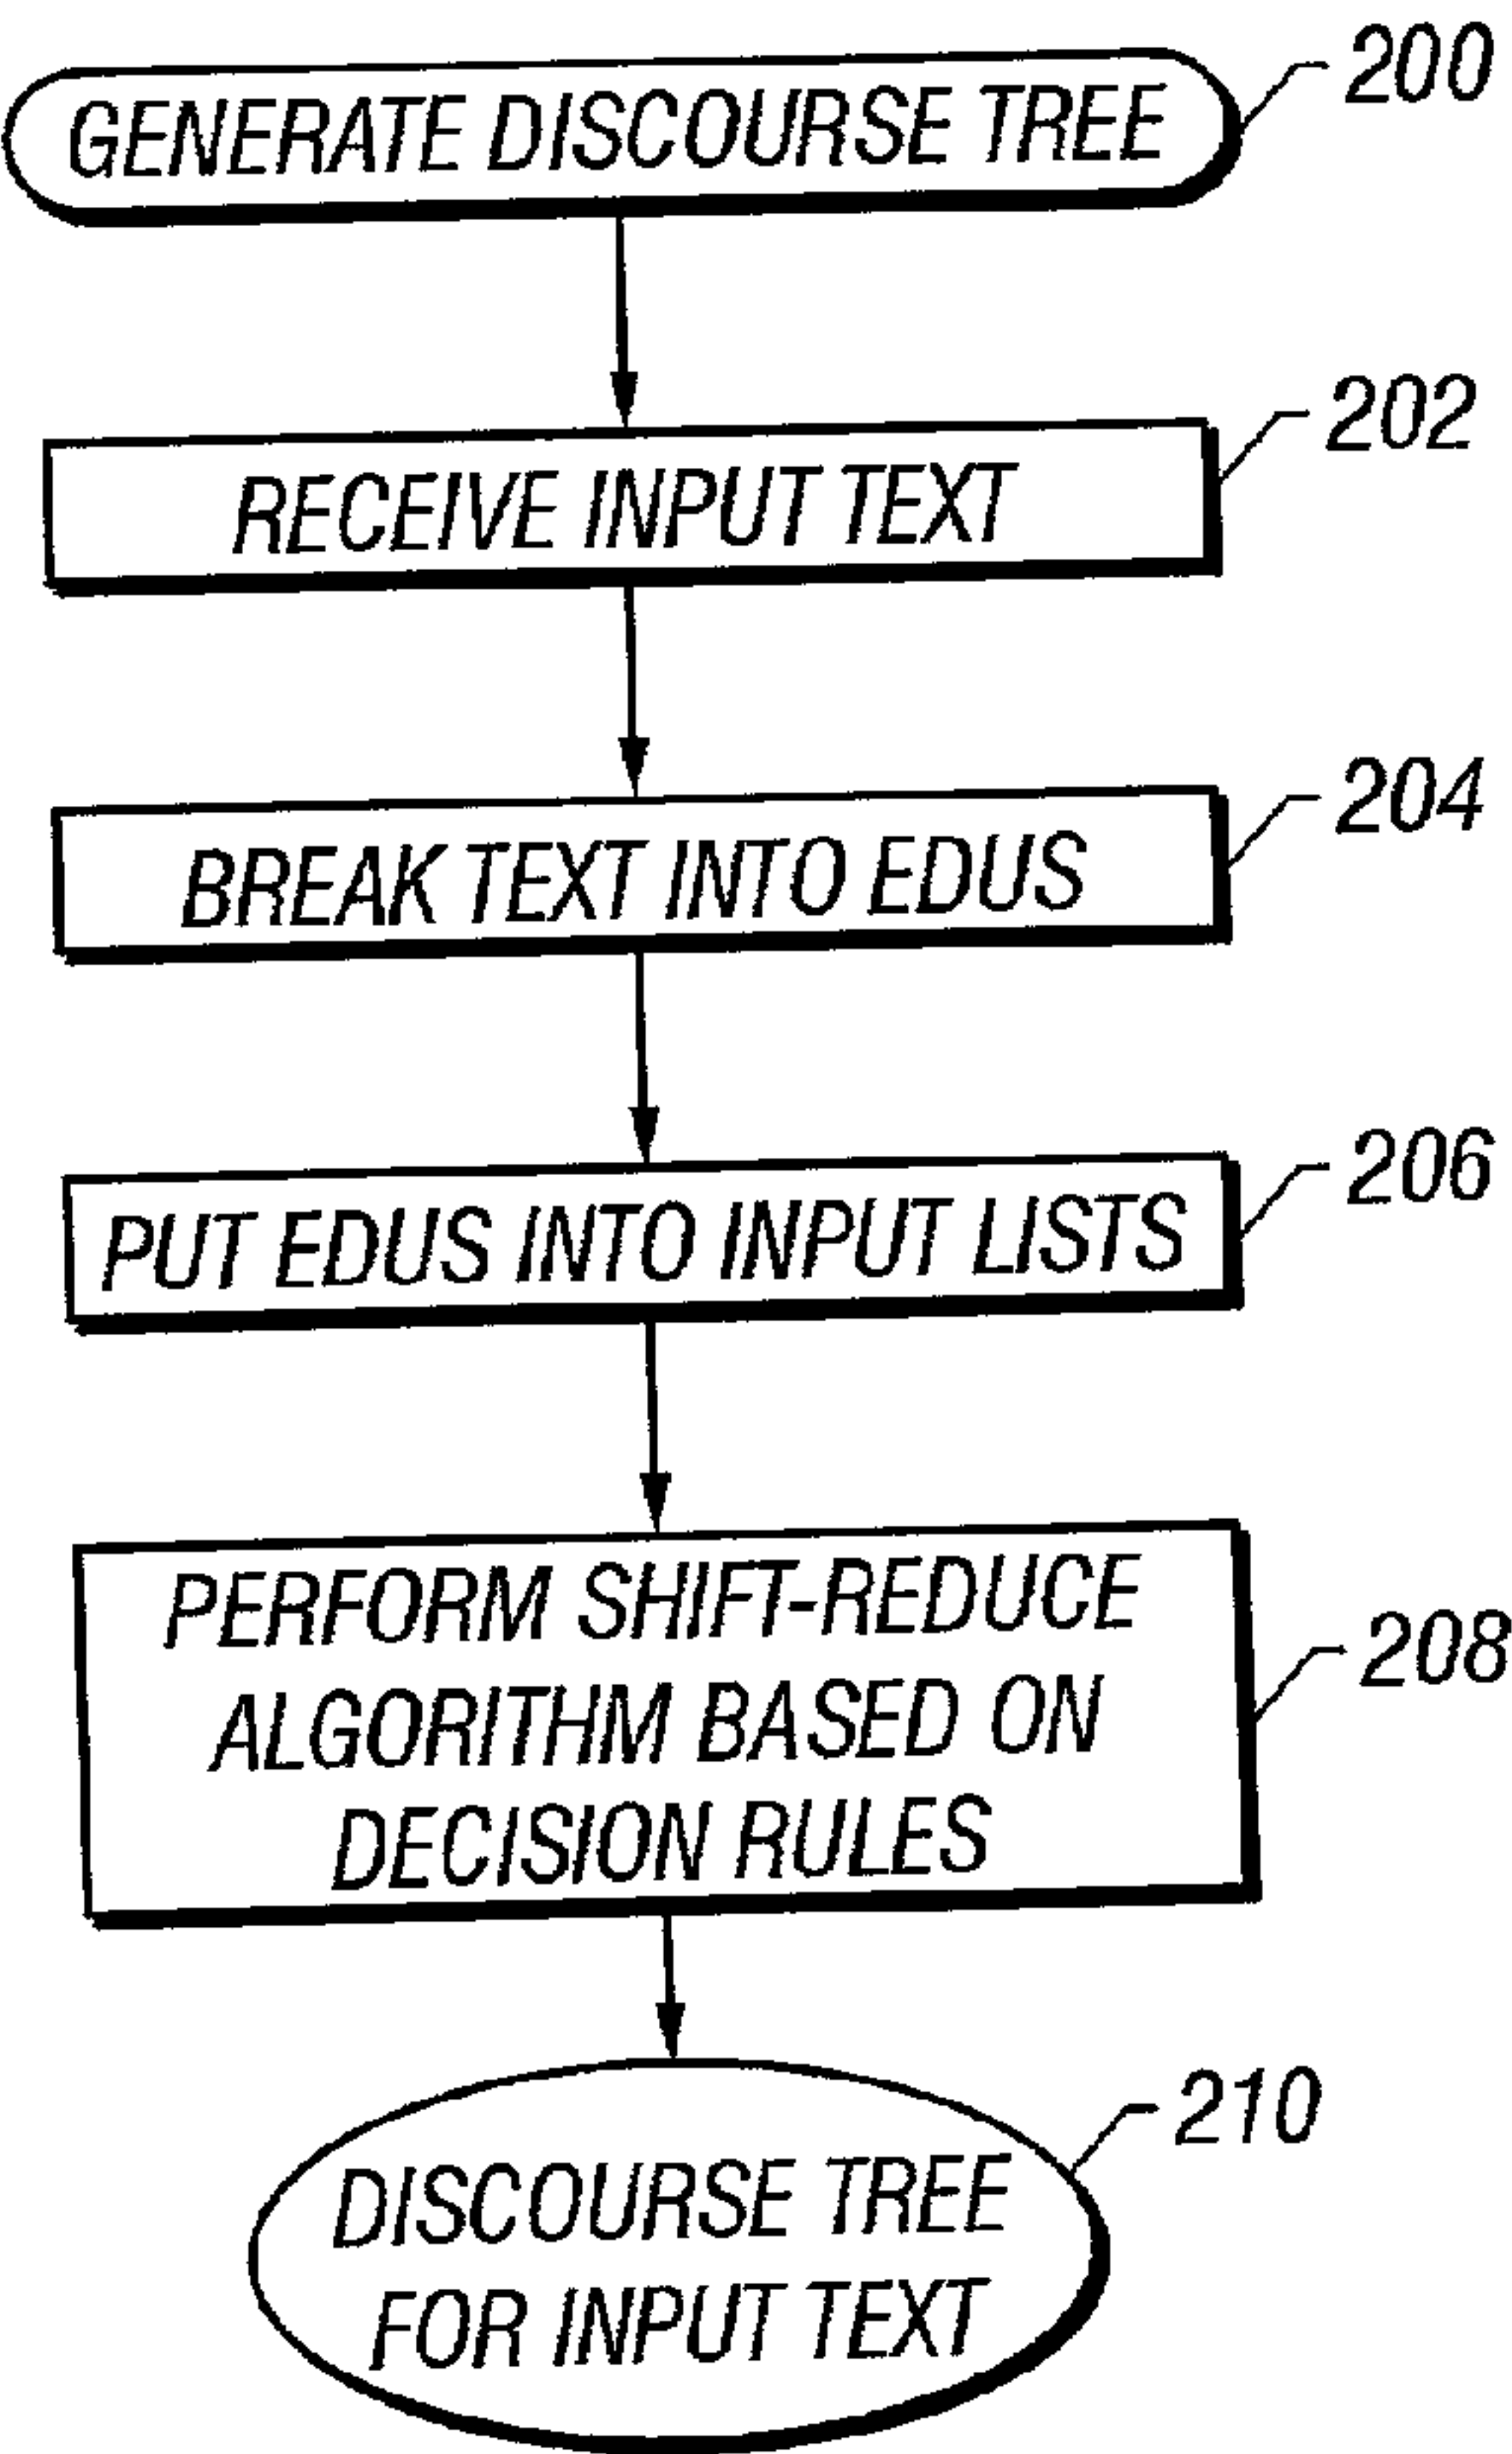 GENERATE DISCOURSE TREE
200
RECEIVE INPUT TEXT
202
BREAK TEXT INTO EDUS
204
PUT EDUS INTO INPUT LISTS
206
PERFORM SHIFT-REDUCE
ALGORITHM BASED ON
DECISION RULES
208
DISCOURSE TREE
FOR INPUT TEXT
210